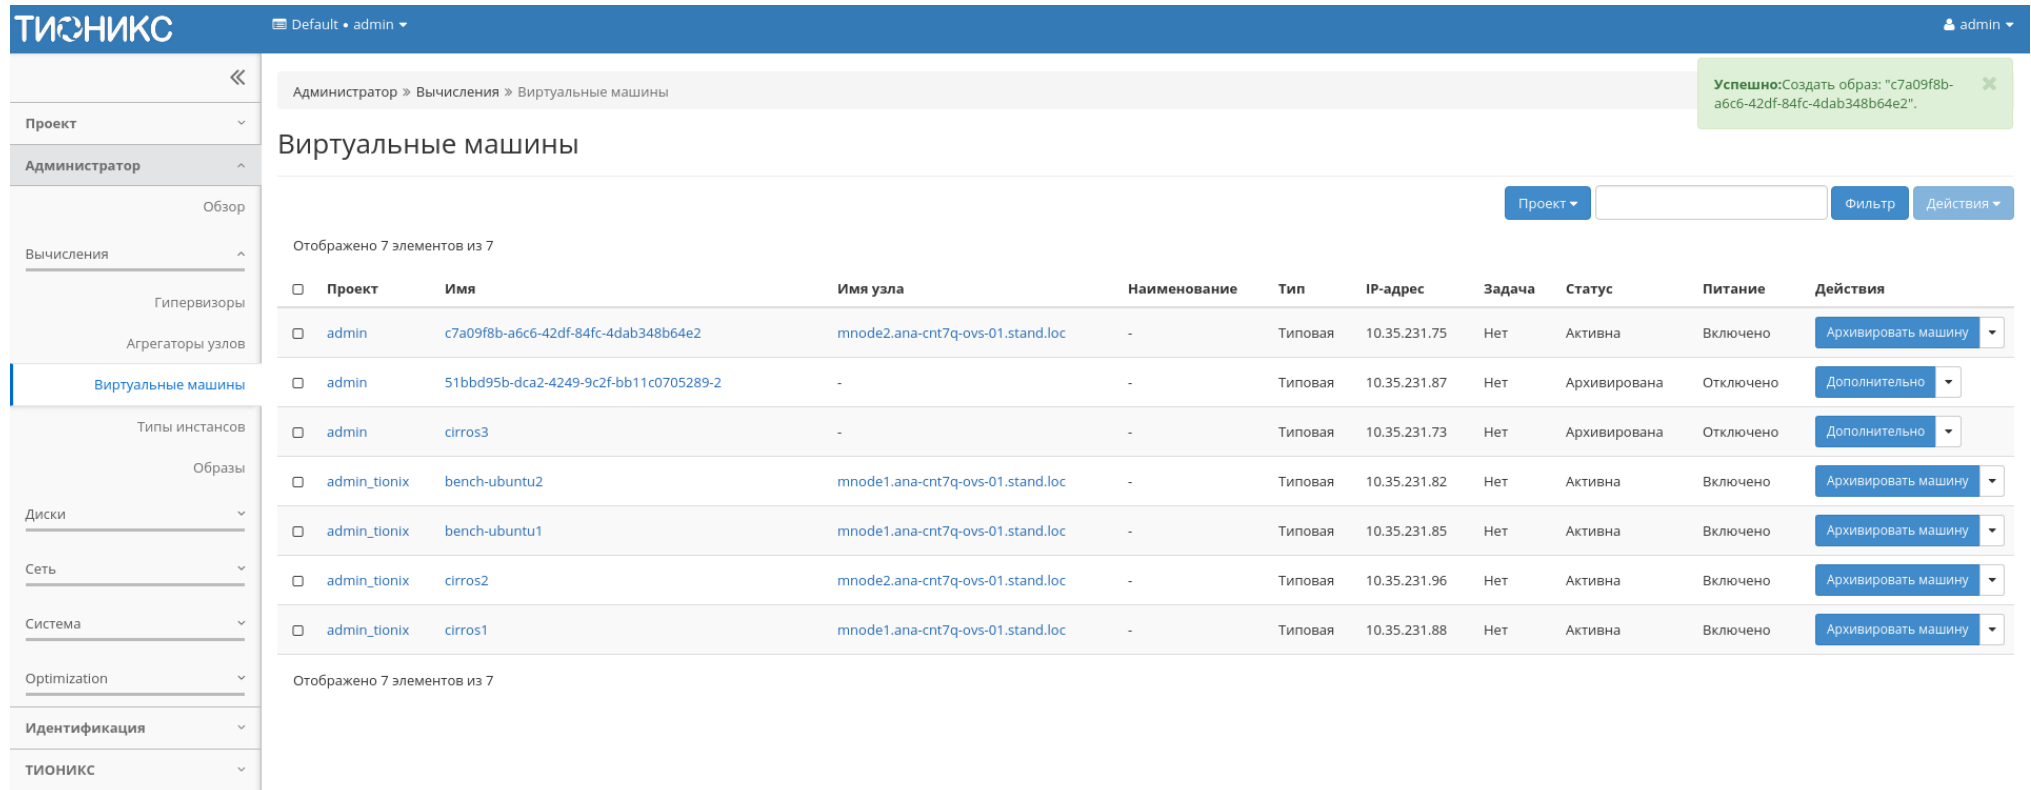 ТИОНИКС
Default • admin
admin
Администратор » Вычисления » Виртуальные машины
Успешно:Создать образ: "c7a09f8b-
a6c6-42df-84fc-4dab348b64e2".
Проект
Администратор
Обзор
Вычисления
Гипервизоры
Агрегаторы узлов
Виртуальные машины
Типы инстансов
Образы
Диски
Сеть
Система
Optimization
Идентификация
ТИОНИКС
Виртуальные машины
Проект Фильтр Действия
Отображено 7 элементов из 7
Проект Имя Имя узла Наименование Тип IP-адрес Задача Статус Питание Действия
admin c7a09f8b-a6c6-42df-84fc-4dab348b64e2 mnode2.ana-cnt7q-ovs-01.stand.loc - Типовая 10.35.231.75 Нет Активна Включено Архивировать машину
admin 51bbd95b-dca2-4249-9c2f-bb11c0705289-2 - - Типовая 10.35.231.87 Нет Архивирована Отключено Дополнительно
admin cirros3 - - Типовая 10.35.231.73 Нет Архивирована Отключено Дополнительно
admin_tionix bench-ubuntu2 mnode1.ana-cnt7q-ovs-01.stand.loc - Типовая 10.35.231.82 Нет Активна Включено Архивировать машину
admin_tionix bench-ubuntu1 mnode1.ana-cnt7q-ovs-01.stand.loc - Типовая 10.35.231.85 Нет Активна Включено Архивировать машину
admin_tionix cirros2 mnode2.ana-cnt7q-ovs-01.stand.loc - Типовая 10.35.231.96 Нет Активна Включено Архивировать машину
admin_tionix cirros1 mnode1.ana-cnt7q-ovs-01.stand.loc - Типовая 10.35.231.88 Нет Активна Включено Архивировать машину
Отображено 7 элементов из 7